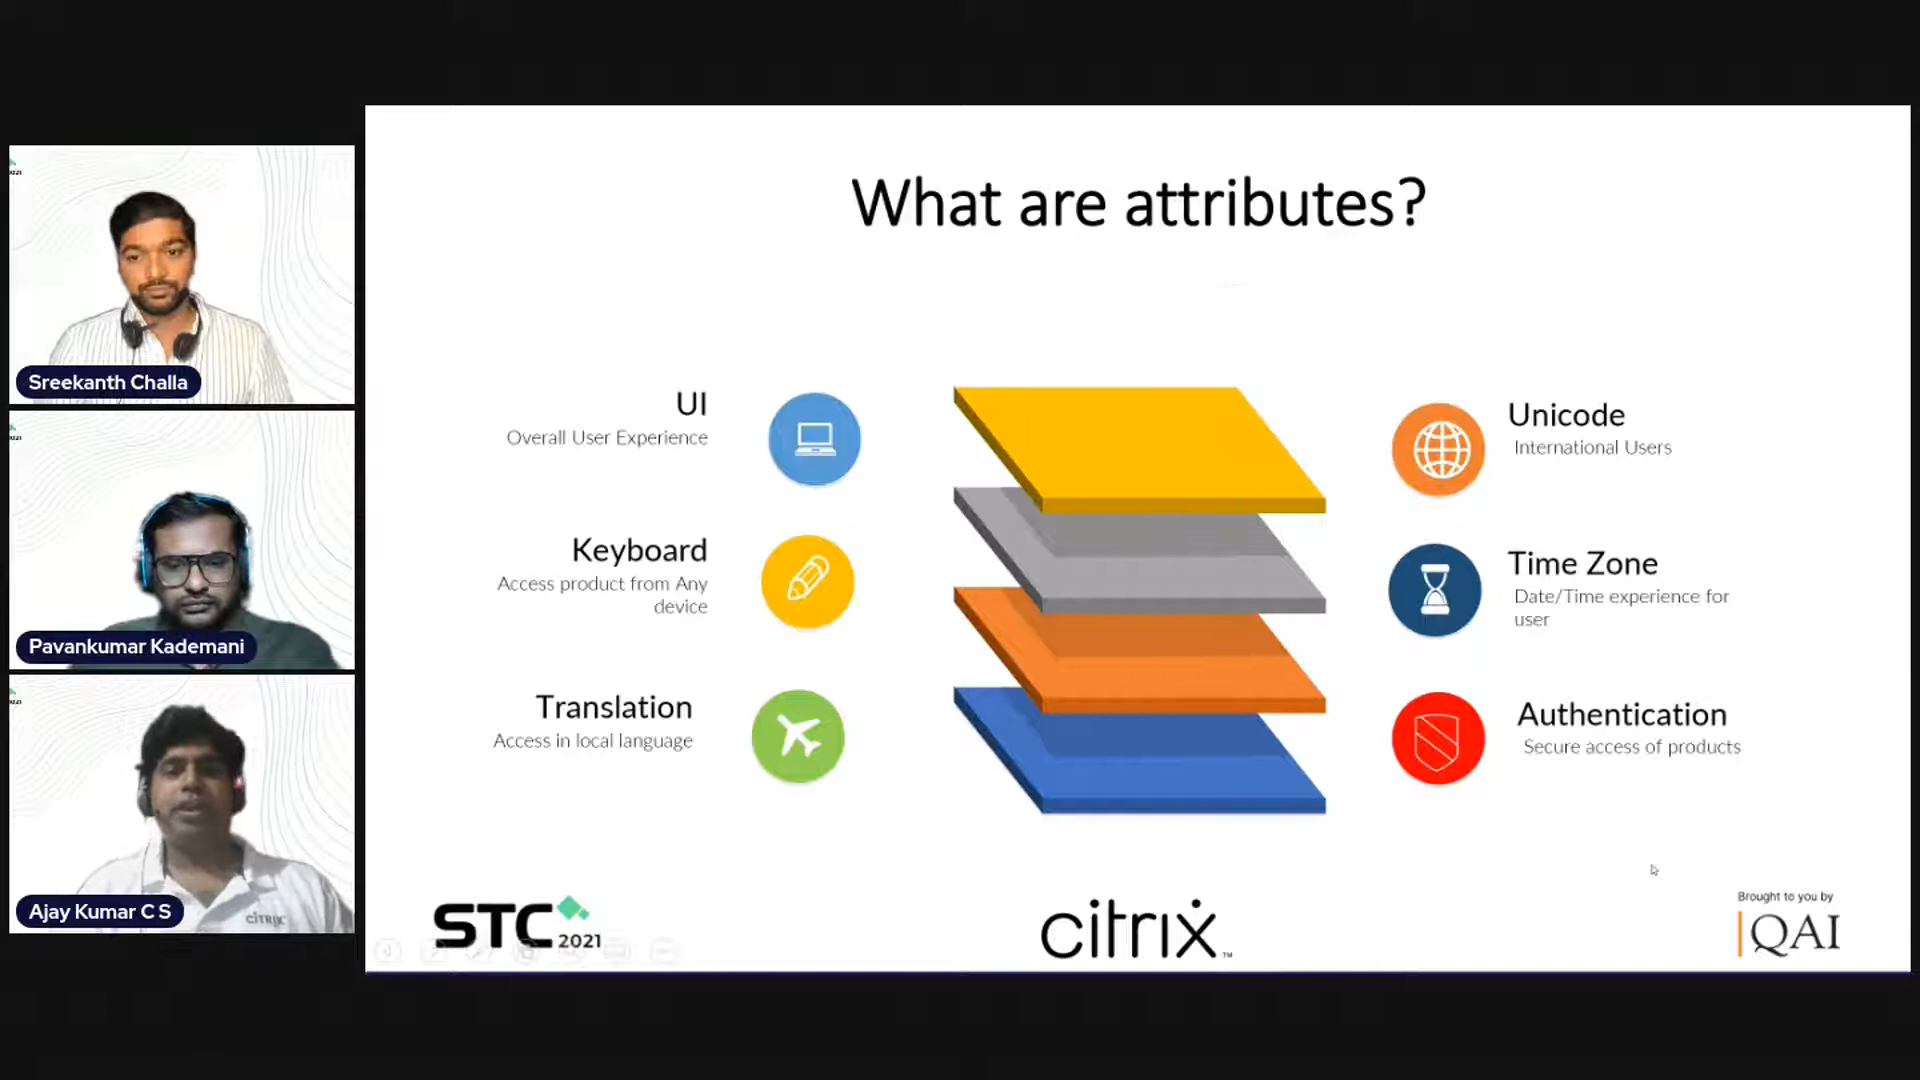 What are attributes?
UI
Overall User Experience
Keyboard
Access product from Any
device
Translation
Access in local language
Unicode
International Users
Time Zone
Date/Time experience for
user
Authentication
Secure access of products
Sreekanth Challa
Pavankumar Kademani
Ajay Kumar C S
citrix
STC 2021
citrix™
Brought to you by
QAI